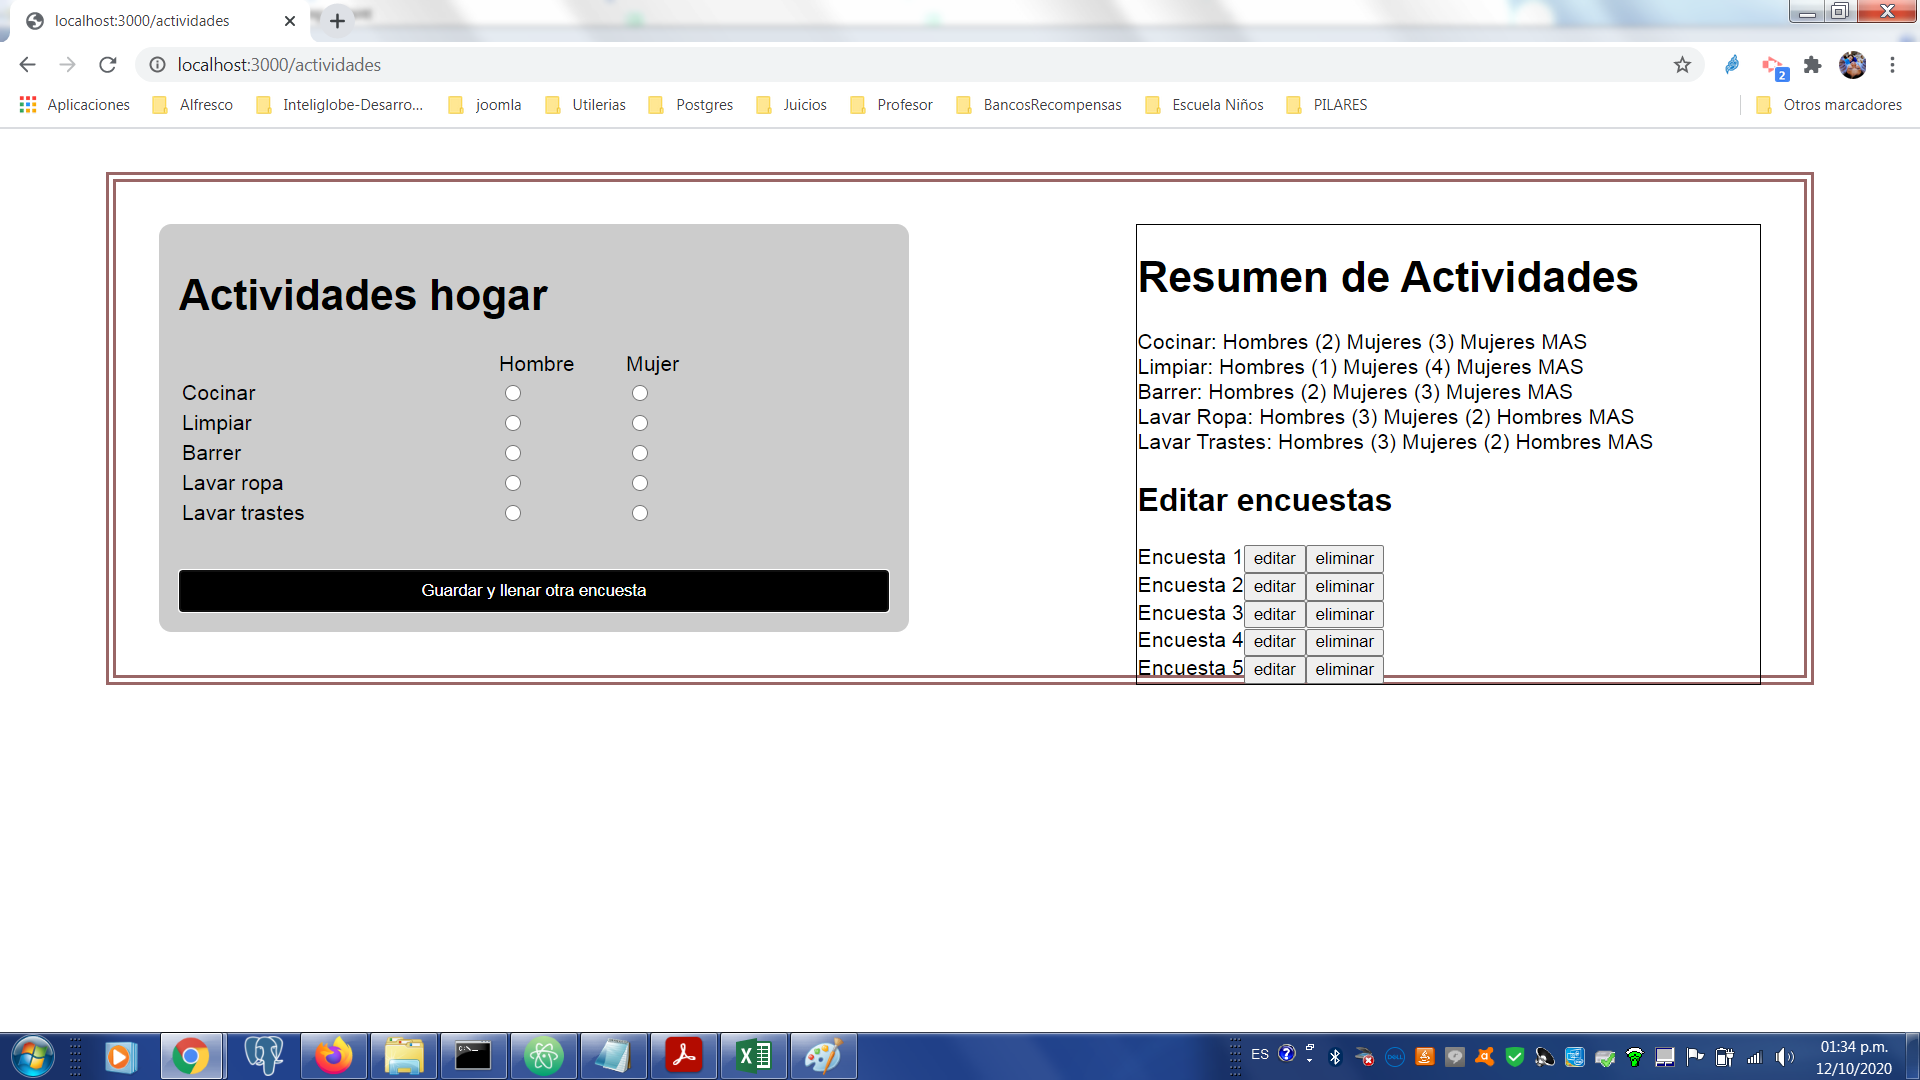 localhost:3000/actividades
localhost:3000/actividades
2
Aplicaciones Alfresco Inteliglobe-Desarro... joomla Utilerias Postgres Juicios Profesor BancosRecompensas Escuela Niños PILARES Otros marcadores
Actividades hogar
Hombre Mujer
Cocinar
Limpiar
Barrer
Lavar ropa
Lavar trastes
Guardar y llenar otra encuesta
Resumen de Actividades
Cocinar: Hombres (2) Mujeres (3) Mujeres MAS
Limpiar: Hombres (1) Mujeres (4) Mujeres MAS
Barrer: Hombres (2) Mujeres (3) Mujeres MAS
Lavar Ropa: Hombres (3) Mujeres (2) Hombres MAS
Lavar Trastes: Hombres (3) Mujeres (2) Hombres MAS
Editar encuestas
Encuesta 1 editar eliminar
Encuesta 2 editar eliminar
Encuesta 3 editar eliminar
Encuesta 4 editar eliminar
Encuesta 5 editar eliminar
ES
01:34 p.m.
12/10/2020